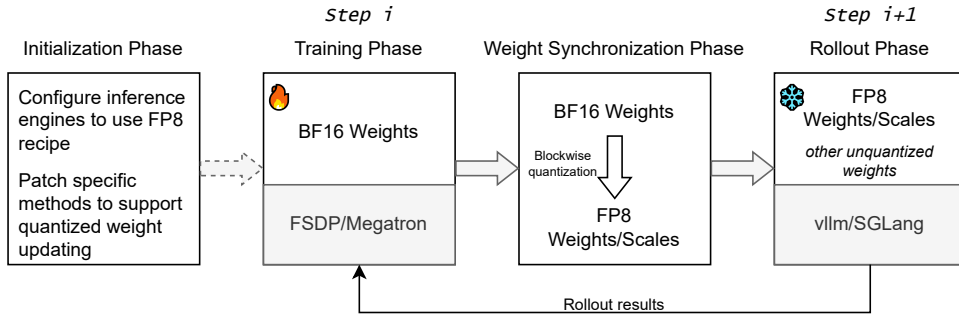 Step i
Step i+1
Initialization Phase
Training Phase
Weight Synchronization Phase
Rollout Phase
Configure inference
engines to use FP8
recipe
Patch specific
methods to support
quantized weight
updating
BF16 Weights
FSDP/Megatron
BF16 Weights
Blockwise
quantization
FP8
Weights/Scales
FP8
Weights/Scales
other unquantized
weights
vllm/SGLang
Rollout results